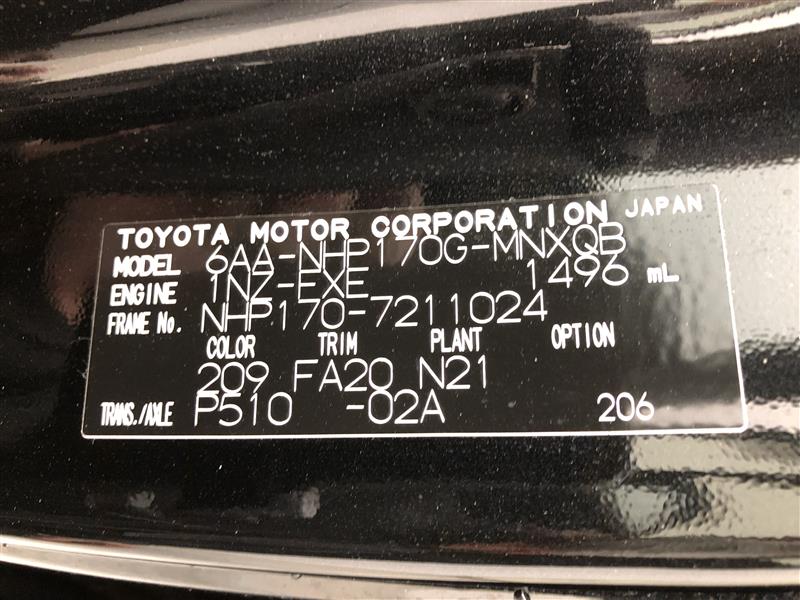 TOYOTA MOTOR CORPORATION JAPAN
MODEL 6AA-NHP170G-MNXQB
ENGINE 1NZ-EXE 1496 mL
FRAME No. NHP170-7211024
COLOR TRIM PLANT OPTION
209 FA20 N21
TRANS./AXLE P510 -02A 206